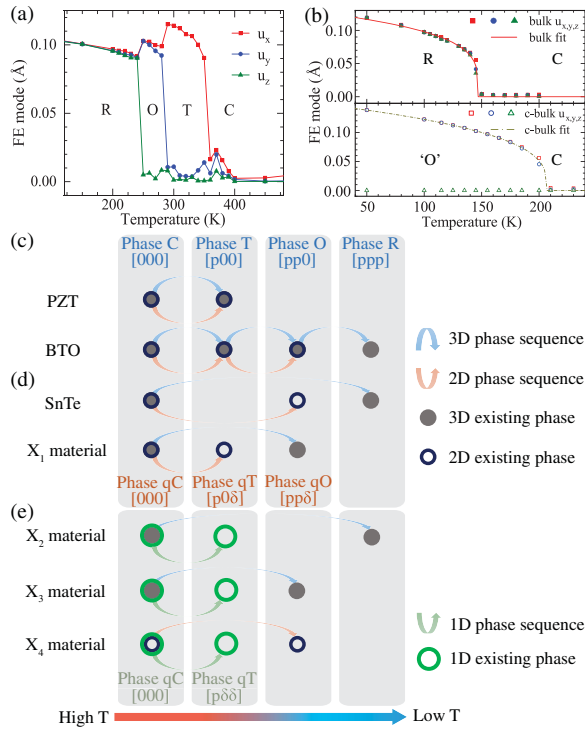 (a)
FE mode (Å)
0.10
0.05
0.00
200
300
400
Temperature (K)
R
O
T
C
u_x
u_y
u_z
(b)
FE mode (Å)
0.10
0.05
0.00
R
C
bulk u_x,y,z
bulk fit
0.10
0.05
0.00
'O'
C
c-bulk u_x,y,z
c-bulk fit
50
100
150
200
Temperature (K)
(c)
Phase C
[000]
Phase T
[p00]
Phase O
[pp0]
Phase R
[ppp]
PZT
BTO
(d)
SnTe
X₁ material
Phase qC
[000]
Phase qT
[p0δ]
Phase qO
[ppδ]
3D phase sequence
2D phase sequence
3D existing phase
2D existing phase
(e)
X₂ material
X₃ material
X₄ material
Phase qC
[000]
Phase qT
[pδδ]
1D phase sequence
1D existing phase
High T
Low T